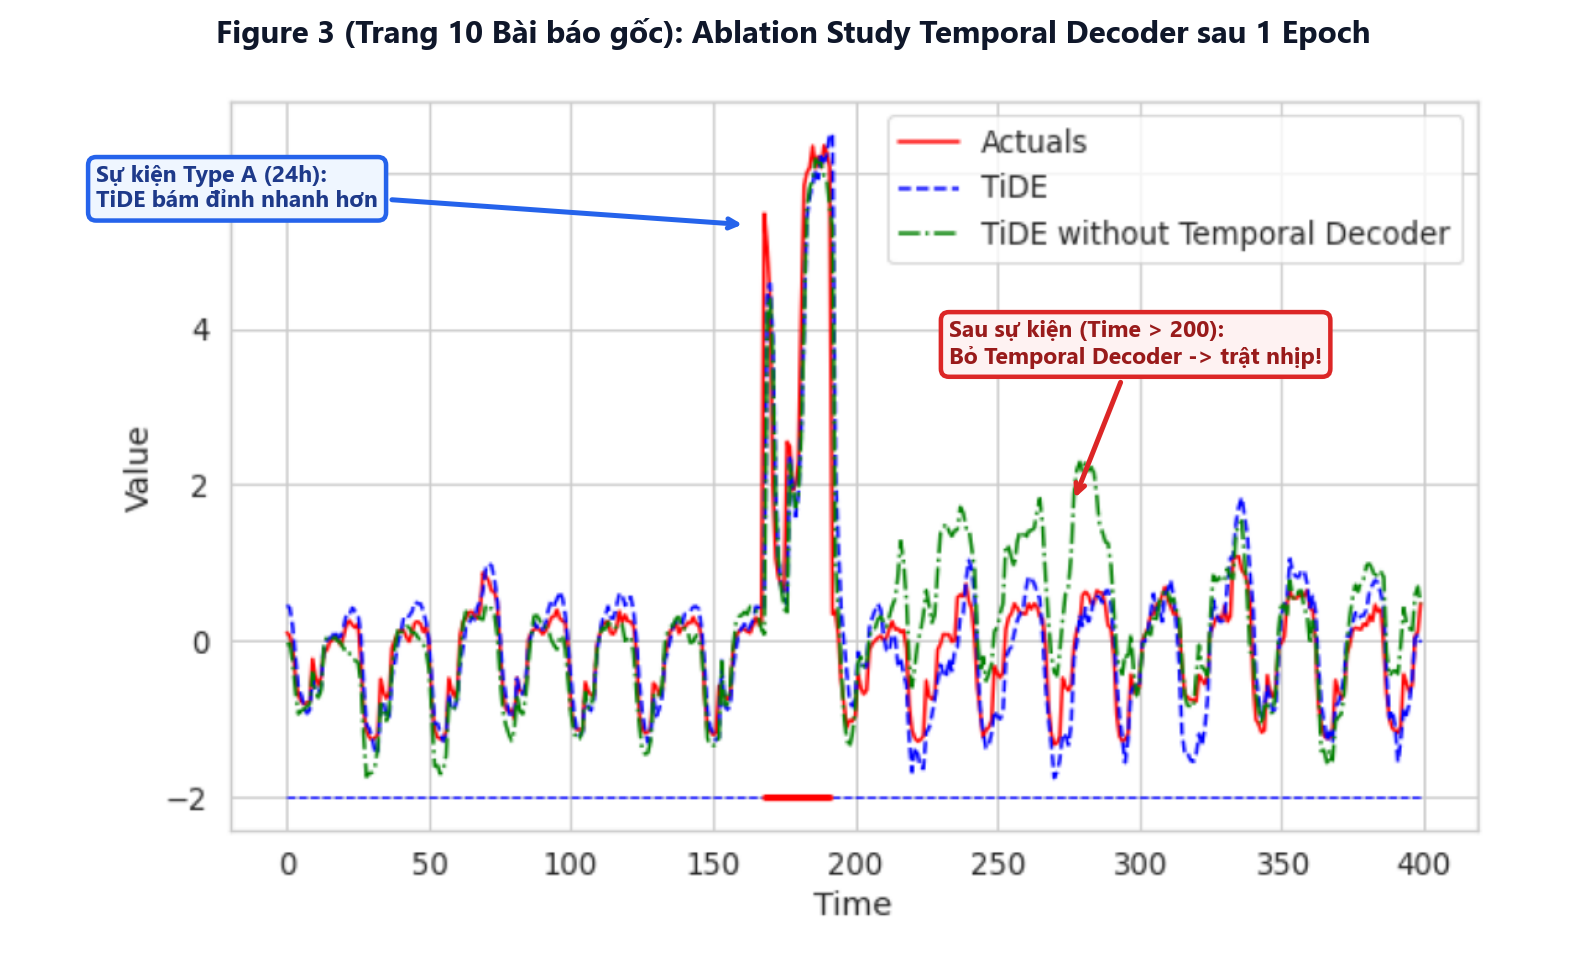 Figure 3 (Trang 10 Bài báo gốc): Ablation Study Temporal Decoder sau 1 Epoch
Sự kiện Type A (24h):
TiDE bám đỉnh nhanh hơn
Actuals
TiDE
TiDE without Temporal Decoder
Sau sự kiện (Time > 200):
Bỏ Temporal Decoder -> trật nhịp!
Value
4
2
0
−2
0 50 100 150 200 250 300 350 400
Time